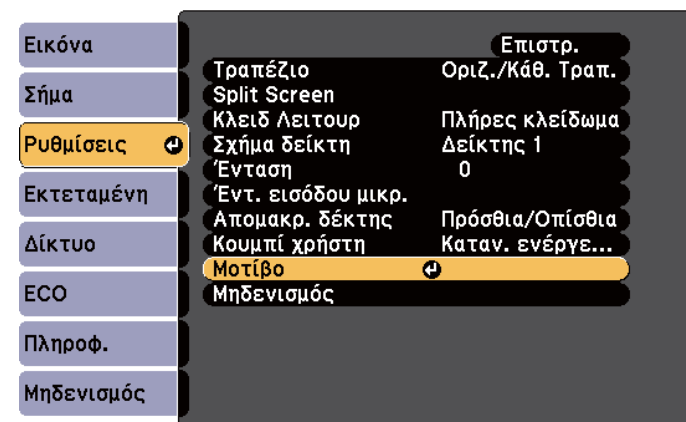 Εικόνα
Σήμα
Ρυθμίσεις
Εκτεταμένη
Δίκτυο
ECO
Πληροφ.
Μηδενισμός
Επιστρ.
Τραπέζιο Οριζ./Κάθ. Τραπ.
Split Screen
Κλειδ Λειτουρ Πλήρες κλείδωμα
Σχήμα δείκτη Δείκτης 1
Ένταση 0
Έντ. εισόδου μικρ.
Απομακρ. δέκτης Πρόσθια/Οπίσθια
Κουμπί χρήστη Καταν. ενέργε...
Μοτίβο
Μηδενισμός